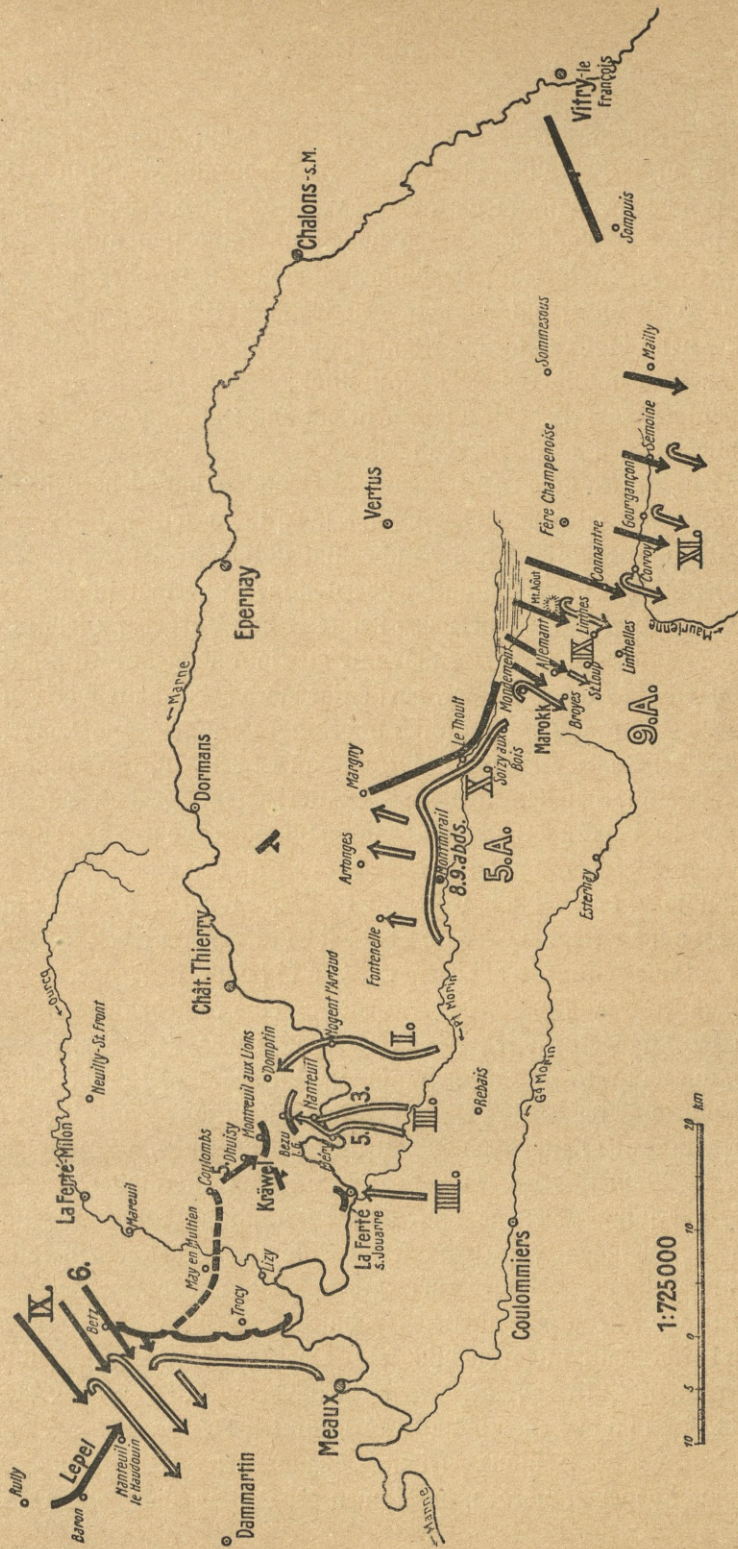 Rully
Baron
Lepel
Nanteuil
le Haudouin
Dammartin
IX.
6.
Betz
La Ferté-Milon
Mareuil
Ourcq
Neuilly-St. Front
May en Multien
Trocy
Lizy
Meaux
Marne
Coulombs
Dhuisy
Kräwel
Montreuil aux Lions
Domptin
Bezu
Nanteuil
La Ferté
s. Jouarre
IIII.
5.
3.
III.
II.
Nogent l'Artaud
Chât. Thierry
Dormans
Marne
Epernay
Chalons-s.M.
Vitry-le
François
Sompuis
Sommesous
Mailly
Vertus
Fère Champenoise
Fontenelle
Artonges
Margny
Montmirail
8.9. abds.
5.A.
X.
Le Thoult
Soizy aux
Bois
Mondement
Mt. Août
Allemant
Marokk.
Broyes
IX.
St. Loup
Linthes
Linthelles
Connantre
Corroy
Gourgançon
Semoine
XI.
Maurienne
9.A.
Pt Morin
Rebais
Gd Morin
Esternay
Coulommiers
1:725000
10
5
0
10
20
km